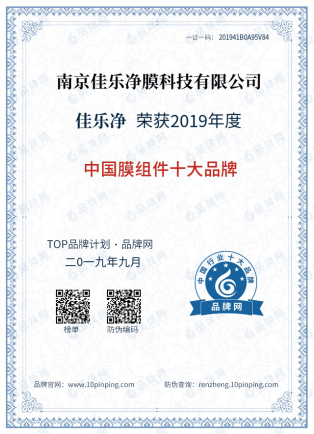 一证一码： 201941B0A95V84
南京佳乐净膜科技有限公司
佳乐净 荣获2019年度
中国膜组件十大品牌
TOP品牌计划 · 品牌网
二〇一九年九月
中国行业十大品牌
品牌网
榜单 防伪编码
品牌官网：www.10pinping.com 防伪查询：renzheng.10pinping.com